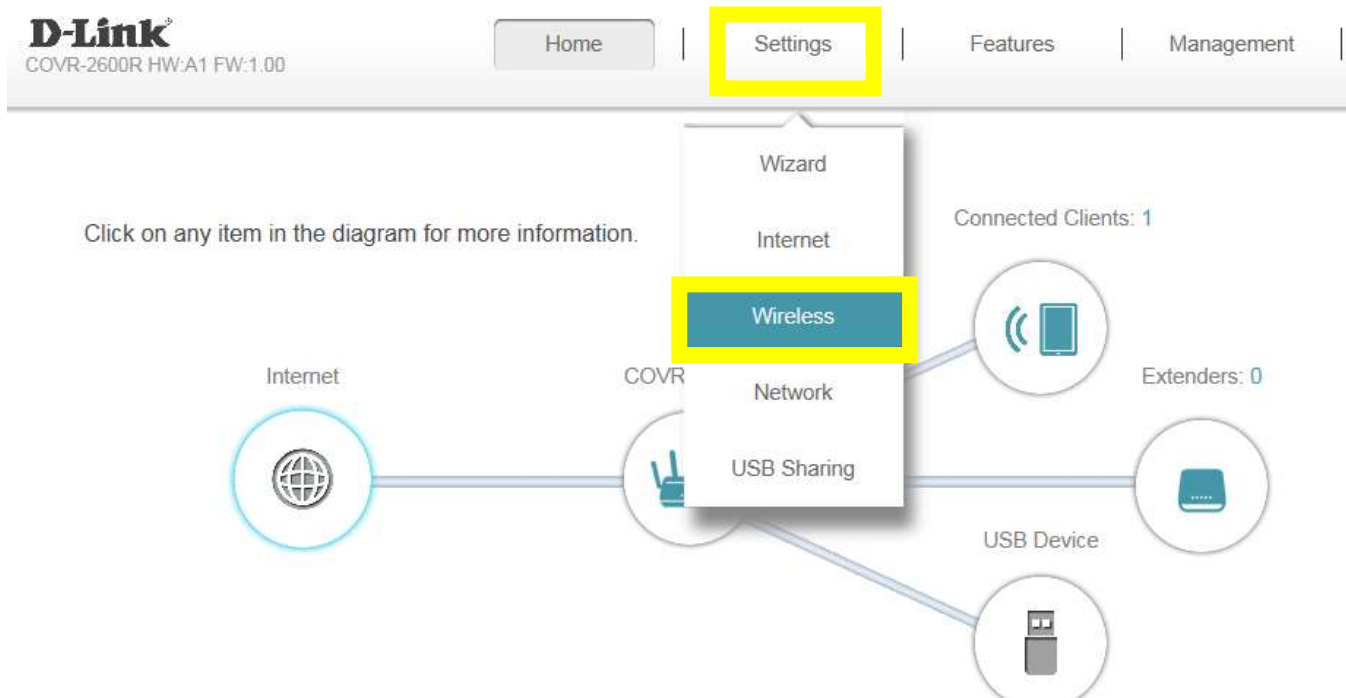 D-Link
COVR-2600R HW:A1 FW:1.00
Home
Settings
Features
Management
Wizard
Internet
Wireless
Network
USB Sharing
Click on any item in the diagram for more information.
Connected Clients: 1
Internet
COVR
Extenders: 0
USB Device